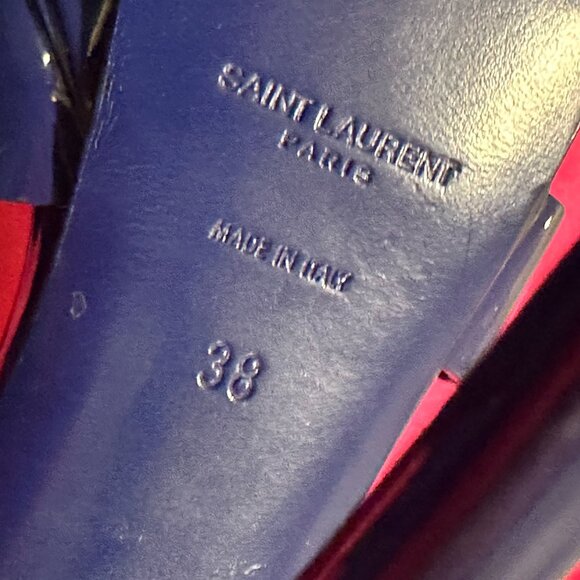 SAINT LAURENT
PARIS
MADE IN ITALY
38